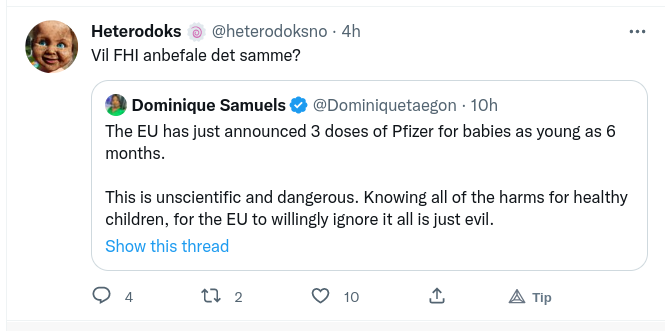 Heterodoks 🍥 @heterodoksno · 4h
Vil FHI anbefale det samme?
Dominique Samuels @Dominiquetaegon · 10h
The EU has just announced 3 doses of Pfizer for babies as young as 6
months.
This is unscientific and dangerous. Knowing all of the harms for healthy
children, for the EU to willingly ignore it all is just evil.
Show this thread
4 2 10 Tip